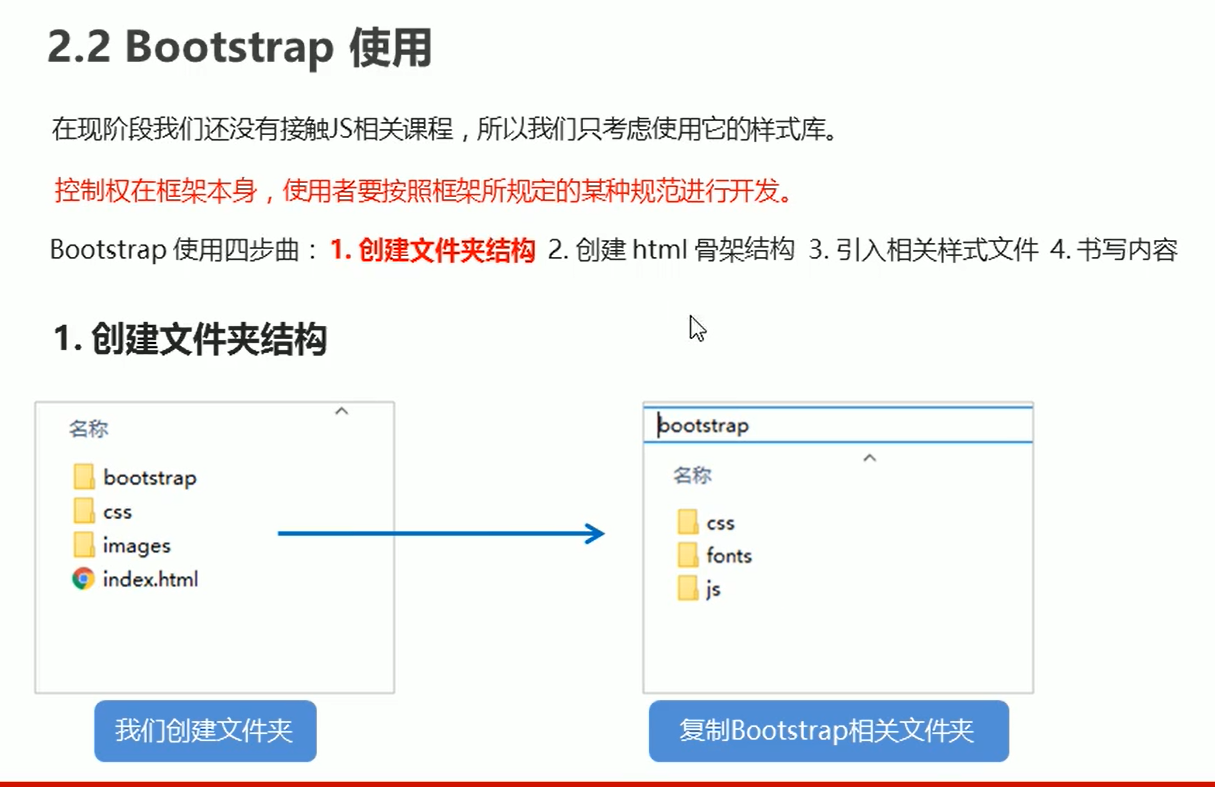 2.2 Bootstrap 使用
在现阶段我们还没有接触JS相关课程，所以我们只考虑使用它的样式库。
控制权在框架本身，使用者要按照框架所规定的某种规范进行开发。
Bootstrap 使用四步曲： 1. 创建文件夹结构 2. 创建 html 骨架结构 3. 引入相关样式文件 4. 书写内容
1. 创建文件夹结构
名称
bootstrap
css
images
index.html
我们创建文件夹
bootstrap
名称
css
fonts
js
复制Bootstrap相关文件夹